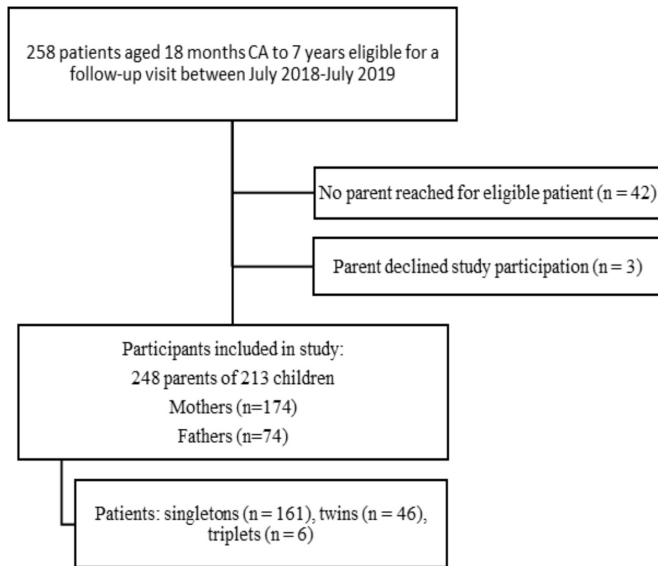 258 patients aged 18 months CA to 7 years eligible for a
follow-up visit between July 2018-July 2019
No parent reached for eligible patient (n = 42)
Parent declined study participation (n = 3)
Participants included in study:
248 parents of 213 children
Mothers (n=174)
Fathers (n=74)
Patients: singletons (n = 161), twins (n = 46),
triplets (n = 6)